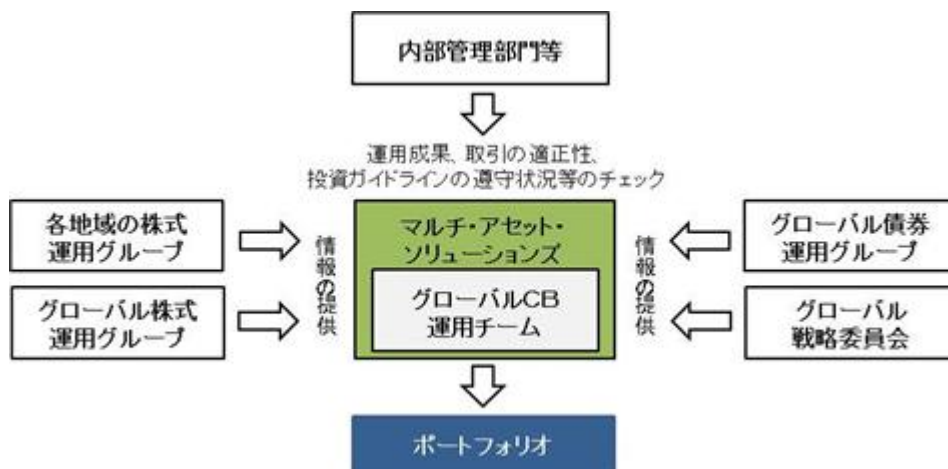 内部管理部門等
運用成果、取引の適正性、
投資ガイドラインの遵守状況等のチェック
各地域の株式
運用グループ
グローバル株式
運用グループ
情報の提供
マルチ・アセット・
ソリューションズ
グローバルCB
運用チーム
情報の提供
グローバル債券
運用グループ
グローバル
戦略委員会
ポートフォリオ